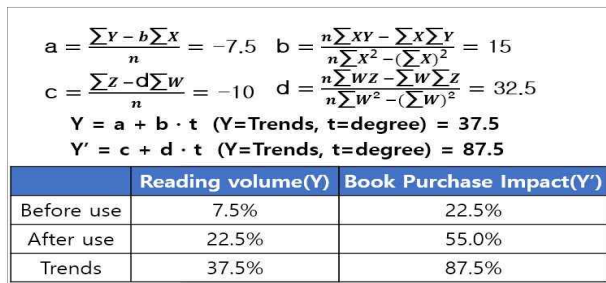 a = (∑Y − b∑X)/n = −7.5 b = (n∑XY − ∑X∑Y)/(n∑X² − (∑X)²) = 15
c = (∑Z − d∑W)/n = −10 d = (n∑WZ − ∑W∑Z)/(n∑W² − (∑W)²) = 32.5
Y = a + b · t (Y=Trends, t=degree) = 37.5
Y’ = c + d · t (Y=Trends, t=degree) = 87.5
Reading volume(Y) Book Purchase Impact(Y’)
Before use 7.5% 22.5%
After use 22.5% 55.0%
Trends 37.5% 87.5%